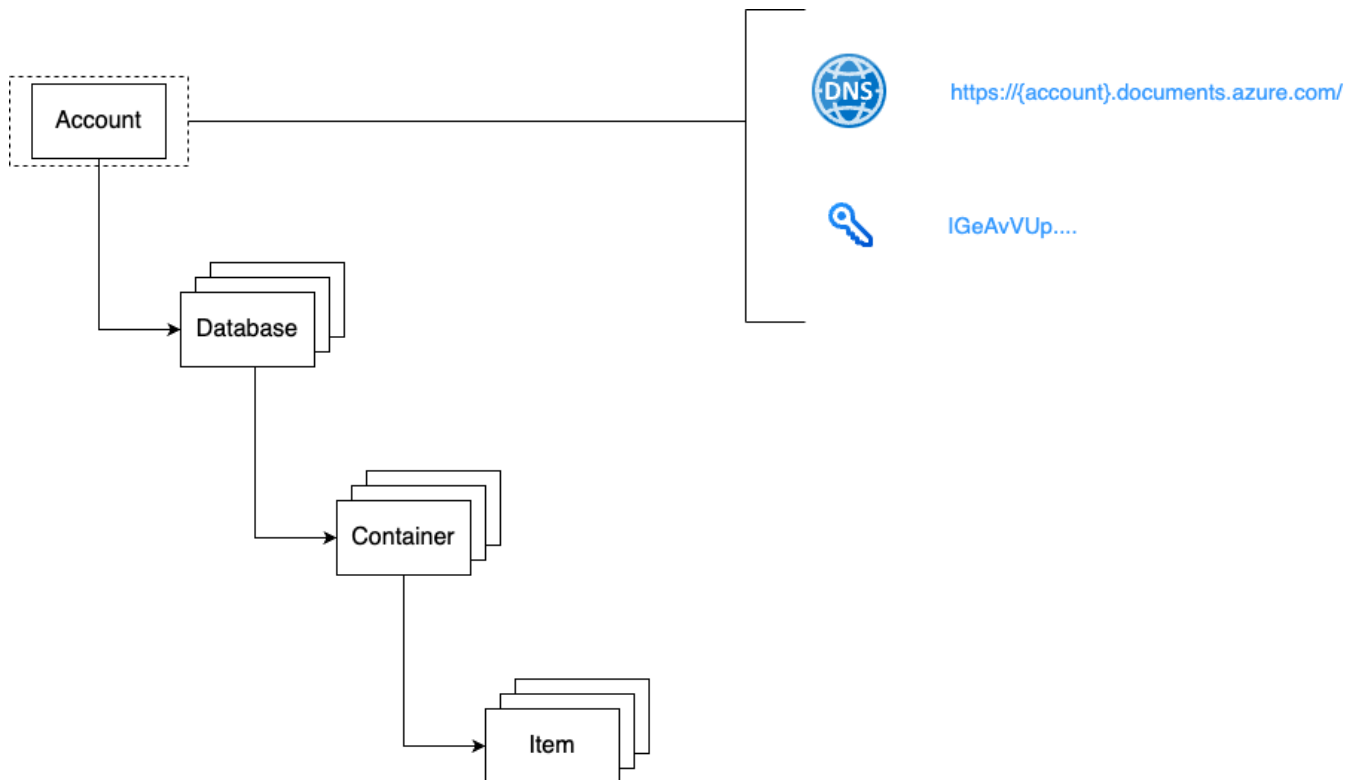 Account
DNS
https://{account}.documents.azure.com/
IGeAvVUp....
Database
Container
Item